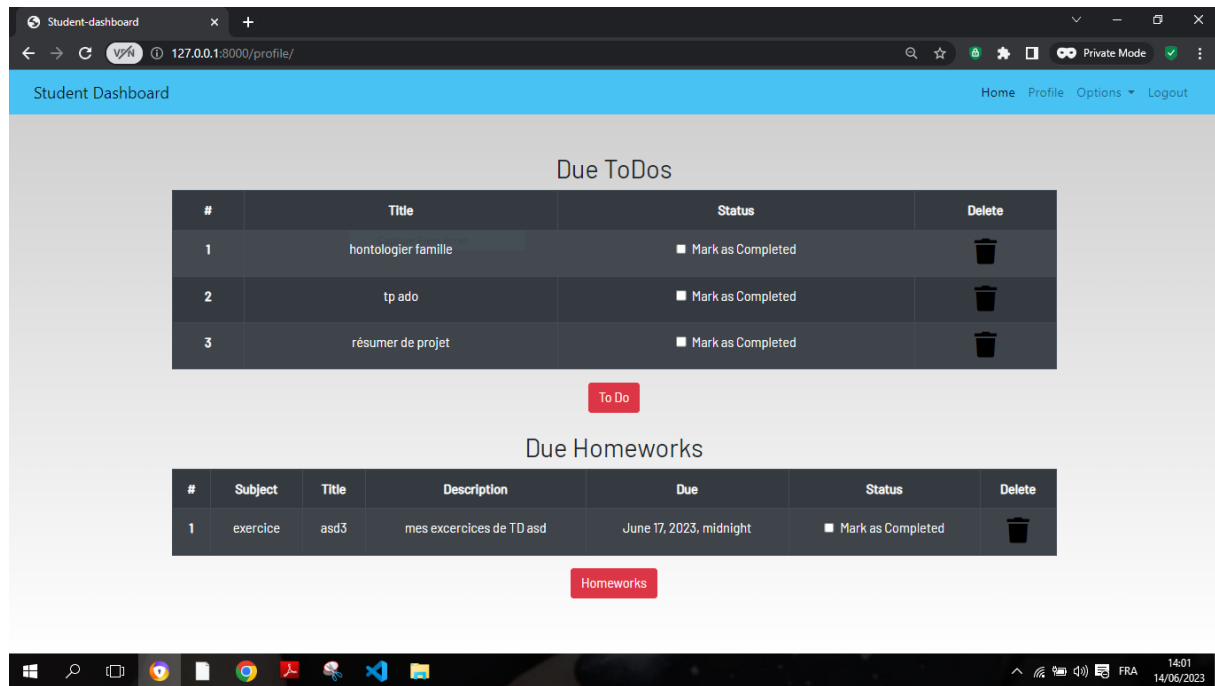 Student-dashboard
VPN 127.0.0.1:8000/profile/ Private Mode
Student Dashboard Home Profile Options Logout
Due ToDos
# Title Status Delete
1 hontologier famille Mark as Completed
2 tp ado Mark as Completed
3 résumer de projet Mark as Completed
To Do
Due Homeworks
# Subject Title Description Due Status Delete
1 exercice asd3 mes excercices de TD asd June 17, 2023, midnight Mark as Completed
Homeworks
FRA 14:01
14/06/2023